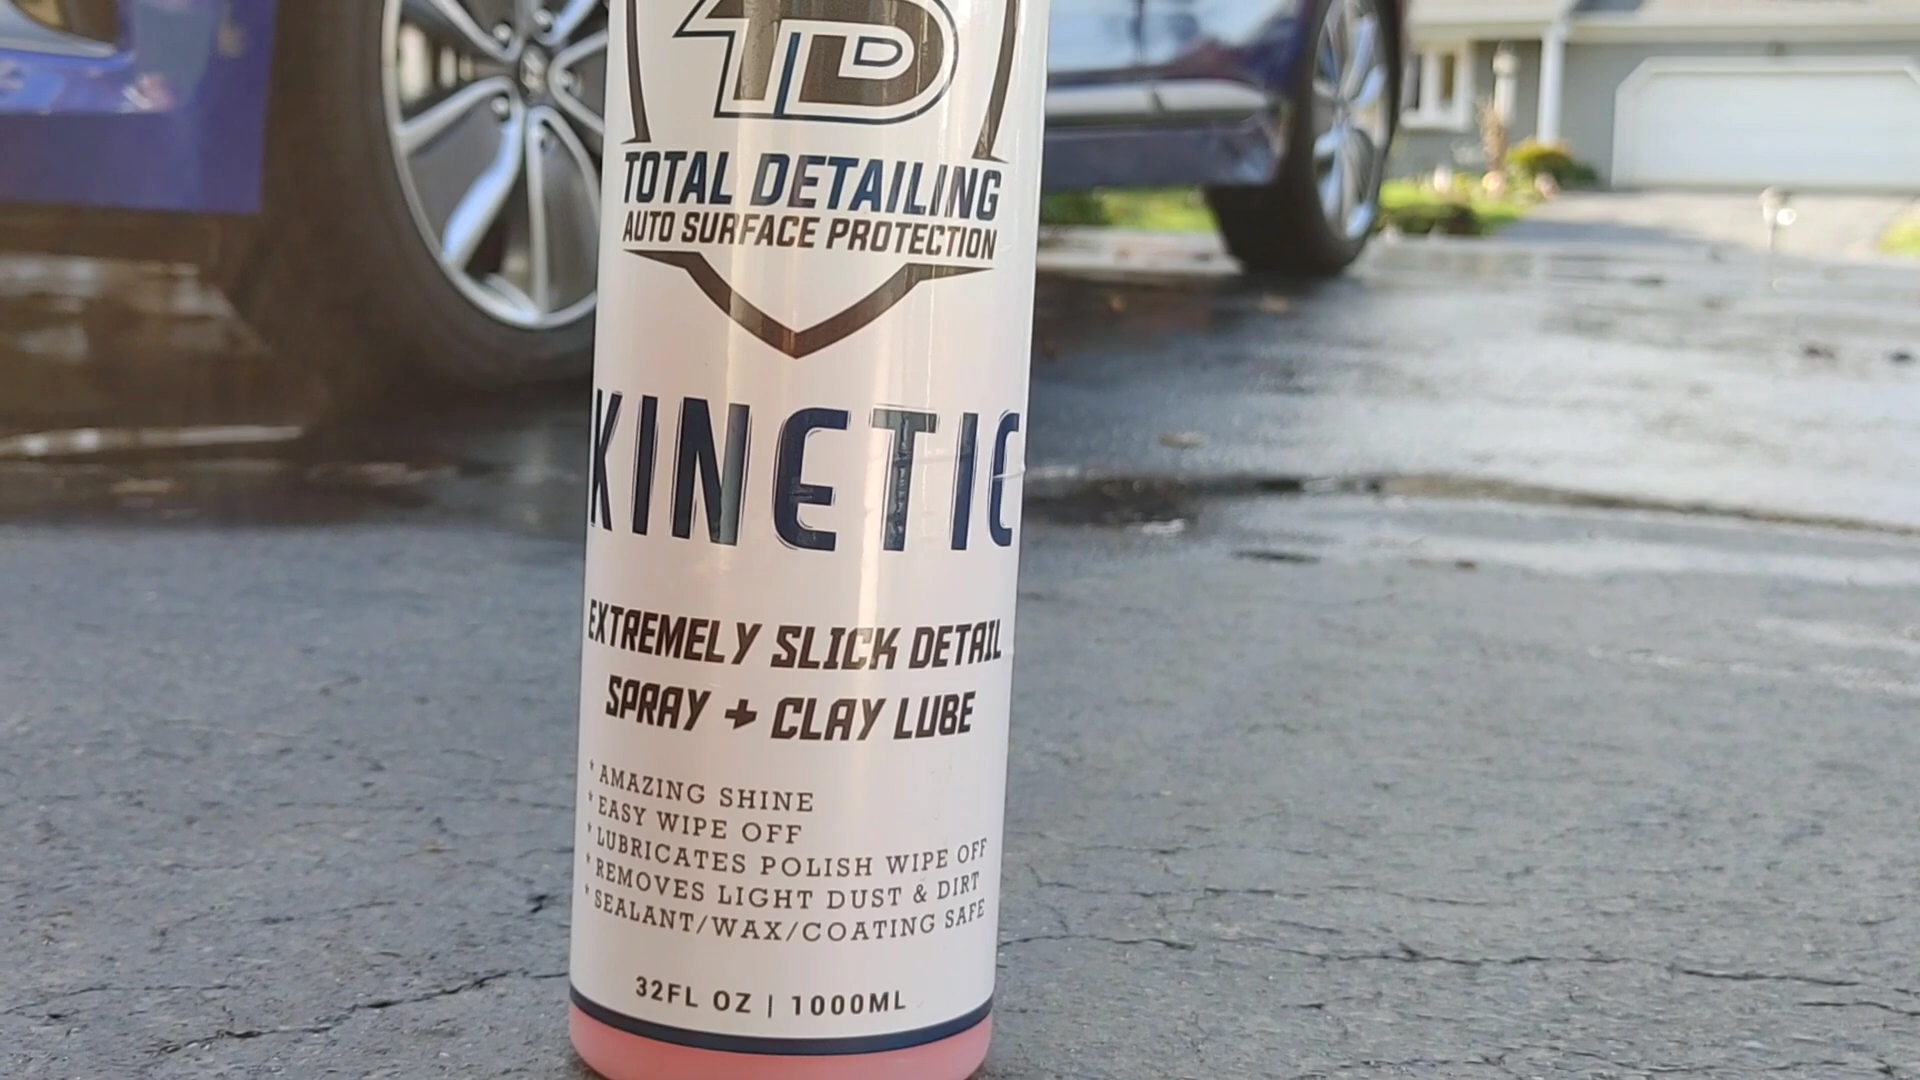 TD
TOTAL DETAILING
AUTO SURFACE PROTECTION
KINETIC
EXTREMELY SLICK DETAIL
SPRAY + CLAY LUBE
* AMAZING SHINE
* EASY WIPE OFF
* LUBRICATES POLISH WIPE OFF
* REMOVES LIGHT DUST & DIRT
* SEALANT/WAX/COATING SAFE
32FL OZ | 1000ML